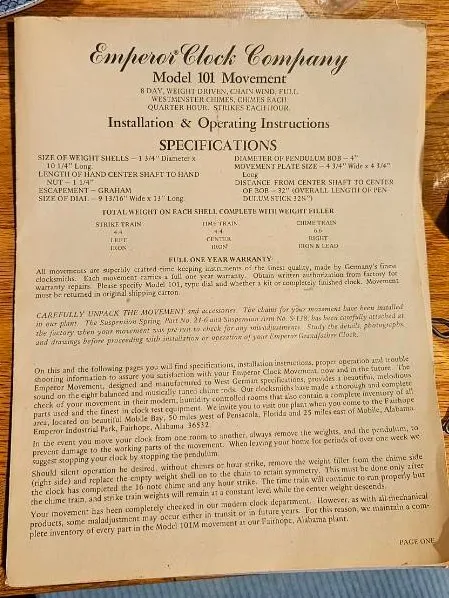 Emperor® Clock Company
Model 101 Movement
8 DAY, WEIGHT DRIVEN, CHAIN WIND, FULL
WESTMINSTER CHIMES, CHIMES EACH
QUARTER HOUR. STRIKES EACH HOUR.
Installation & Operating Instructions
SPECIFICATIONS
SIZE OF WEIGHT SHELLS – 1 3/4" Diameter x
10 1/4" Long.
LENGTH OF HAND CENTER SHAFT TO HAND
NUT – 1 1/4"
ESCAPEMENT – GRAHAM
SIZE OF DIAL – 9 13/16" Wide x 13" Long.
DIAMETER OF PENDULUM BOB – 4"
MOVEMENT PLATE SIZE – 4 3/4" Wide x 4 3/4"
Long
DISTANCE FROM CENTER SHAFT TO CENTER
OF BOB – 32" (OVERALL LENGTH OF PEN-
DULUM STICK 32½")
TOTAL WEIGHT ON EACH SHELL COMPLETE WITH WEIGHT FILLER
STRIKE TRAIN TIME TRAIN CHIME TRAIN
4.4 4.4 6.6
LEFT CENTER RIGHT
IRON IRON IRON & LEAD
FULL ONE YEAR WARRANTY
All movements are superbly crafted time keeping instruments of the finest quality, made by Germany's finest
clocksmiths. Each movement carries a full one year warranty. Obtain written authorization from factory for
warranty repairs. Please specify Model 101, type dial and whether a kit or completely finished clock. Movement
must be returned in original shipping carton.
CAREFULLY UNPACK THE MOVEMENT and accessories. The chains for your movement have been installed
in our plant. The Suspension Spring, Part No. 21-6 and Suspension Arm No. S-178, has been carefully attached at
the factory when your movement was pre-run to check for any misadjustments. Study the details, photographs,
and drawings before proceeding with installation or operation of your Emperor Grandfather Clock.
On this and the following pages you will find specifications, installation instructions, proper operation and trouble
shooting information to assure you satisfaction with your Emperor Clock Movement, now and in the future. The
Emperor Movement, designed and manufactured to West German specifications, provides a beautiful, melodious
sound on the eight balanced and musically tuned chime rods. Our clocksmiths have made a thorough and complete
check of your movement in their modern, humidity controlled rooms that also contain a complete inventory of all
parts used and the finest in clock test equipment. We invite you to visit our plant when you come to the Fairhope
area, located on beautiful Mobile Bay, 50 miles west of Pensacola, Florida and 25 miles east of Mobile, Alabama.
Emperor Industrial Park, Fairhope, Alabama 36532
In the event you move your clock from one room to another, always remove the weights, and the pendulum, to
prevent damage to the working parts of the movement. When leaving your home for periods of over one week we
suggest stopping your clock by stopping the pendulum.
Should silent operation be desired, without chimes or hour strike, remove the weight filler from the chime side
(right side) and replace the empty weight shell on to the chain to retain symmetry. This must be done only after
the clock has completed the 16 note chime and any hour strike. The time train will continue to run properly but
the chime train, and strike train weights will remain at a constant level while the center weight descends.
Your movement has been completely checked in our modern clock department. However, as with all mechanical
products, some maladjustment may occur either in transit or in future years. For this reason, we maintain a com-
plete inventory of every part in the Model 101M movement at our Fairhope, Alabama plant.
PAGE ONE